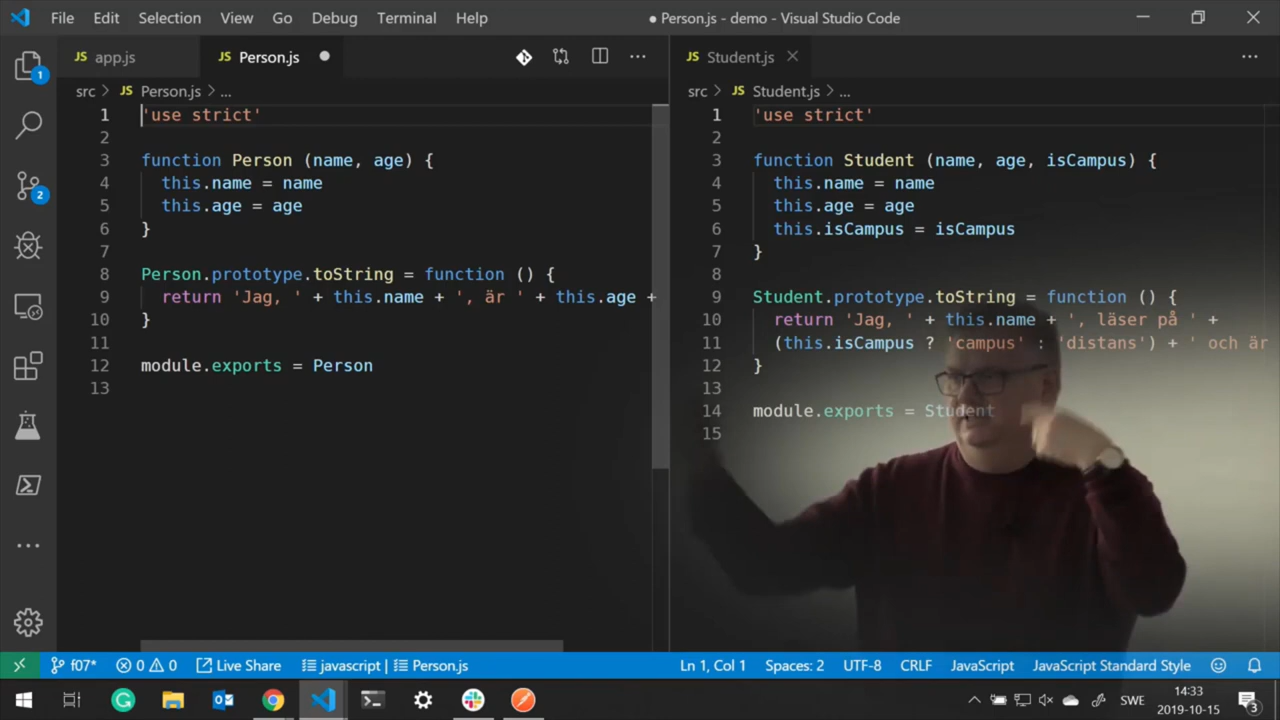 File Edit Selection View Go Debug Terminal Help
● Person.js - demo - Visual Studio Code
JS app.js
JS Person.js ●
src > JS Person.js > ...
1 'use strict'
2
3 function Person (name, age) {
4 this.name = name
5 this.age = age
6 }
7
8 Person.prototype.toString = function () {
9 return 'Jag, ' + this.name + ', är ' + this.age +
10 }
11
12 module.exports = Person
13
JS Student.js
src > JS Student.js > ...
1 'use strict'
2
3 function Student (name, age, isCampus) {
4 this.name = name
5 this.age = age
6 this.isCampus = isCampus
7 }
8
9 Student.prototype.toString = function () {
10 return 'Jag, ' + this.name + ', läser på ' +
11 (this.isCampus ? 'campus' : 'distans') + ' och är
12 }
13
14 module.exports = Student
15
1
2
f07* 0 0 Live Share javascript | Person.js
Ln 1, Col 1 Spaces: 2 UTF-8 CRLF JavaScript JavaScript Standard Style
SWE
14:33
2019-10-15
3